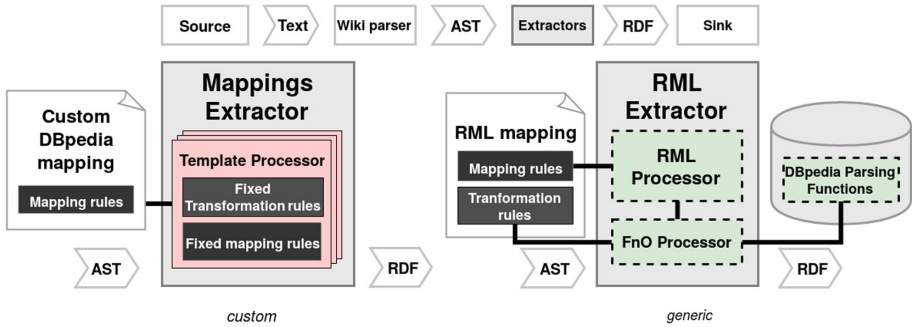 Source
Text
Wiki parser
AST
Extractors
RDF
Sink
Custom
DBpedia
mapping
Mapping rules
Mappings
Extractor
Template Processor
Fixed
Transformation rules
Fixed mapping rules
AST
RDF
custom
RML mapping
Mapping rules
Tranformation
rules
RML
Extractor
RML
Processor
FnO Processor
DBpedia Parsing
Functions
AST
RDF
generic